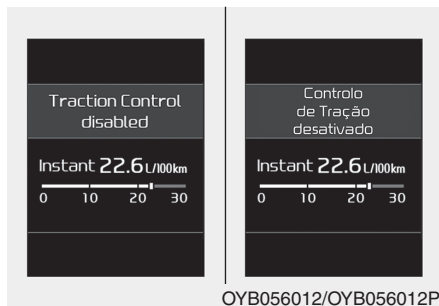 Traction Control
disabled
Instant 22.6 L/100km
0 10 20 30
Controlo
de Tração
desativado
Instant 22.6 L/100km
0 10 20 30
OYB056012/OYB056012P